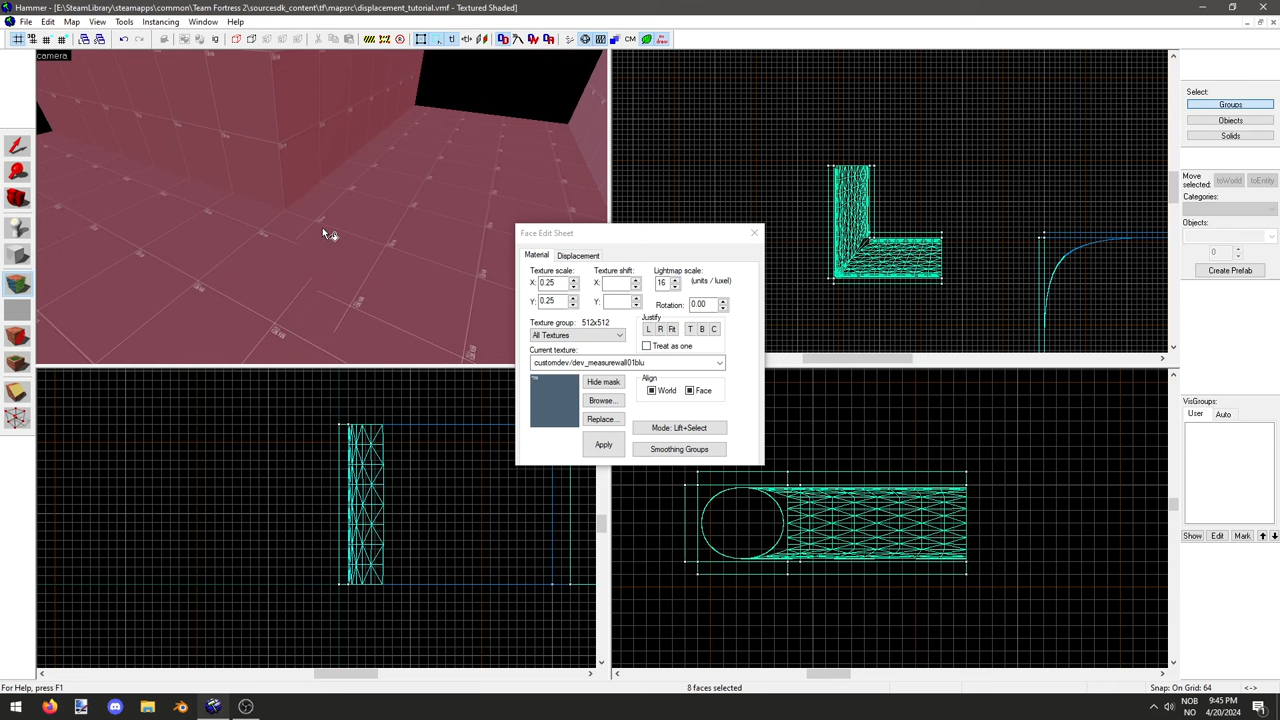 Hammer - [E:\SteamLibrary\steamapps\common\Team Fortress 2\sourcesdk_content\tf\mapsrc\displacement_tutorial.vmf - Textured Shaded]
File Edit Map View Tools Instancing Window Help
camera
Select:
Groups
Objects
Solids
Move selected: toWorld toEntity
Categories:
Objects:
0
Create Prefab
Face Edit Sheet
Material Displacement
Texture scale: Texture shift: Lightmap scale:
X: 0.25 X: 16 (units / luxel)
Y: 0.25 Y: Rotation: 0.00
Texture group: 512x512 Justify
All Textures L R Fit T B C
Current texture: Treat as one
customdev/dev_measurewall01blu
Hide mask Align
World Face
Browse...
Replace...
Mode: Lift+Select
Apply Smoothing Groups
VisGroups:
User Auto
Show Edit Mark
For Help, press F1 8 faces selected Snap: On Grid: 64 <->
NOB 9:45 PM
NO 4/20/2024